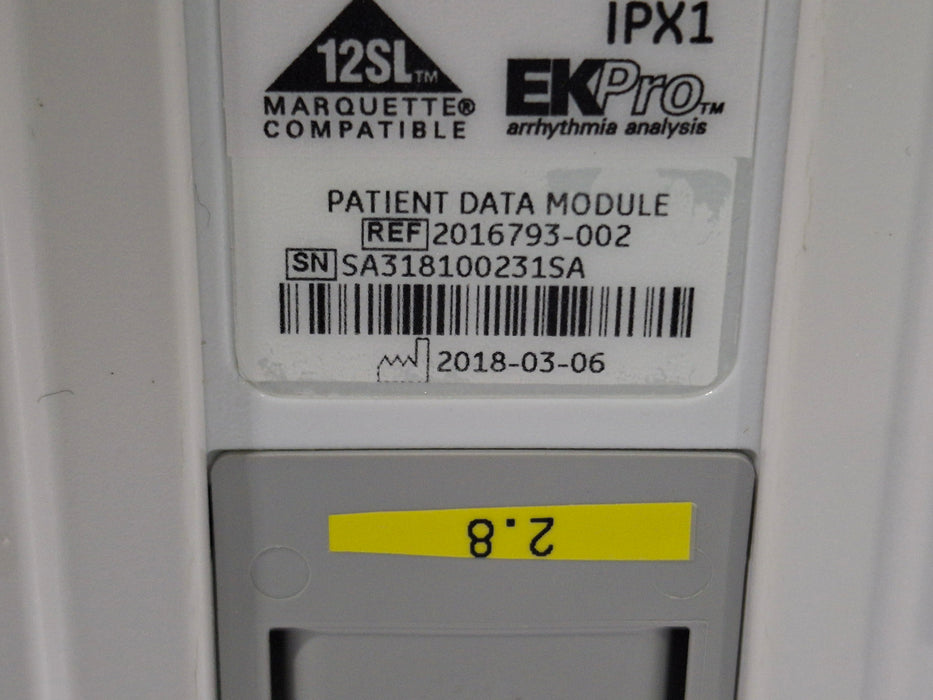 IPX1
12SL™
MARQUETTE®
COMPATIBLE
EKPro™
arrhythmia analysis
PATIENT DATA MODULE
REF 2016793-002
SN SA318100231SA
2018-03-06
2.8